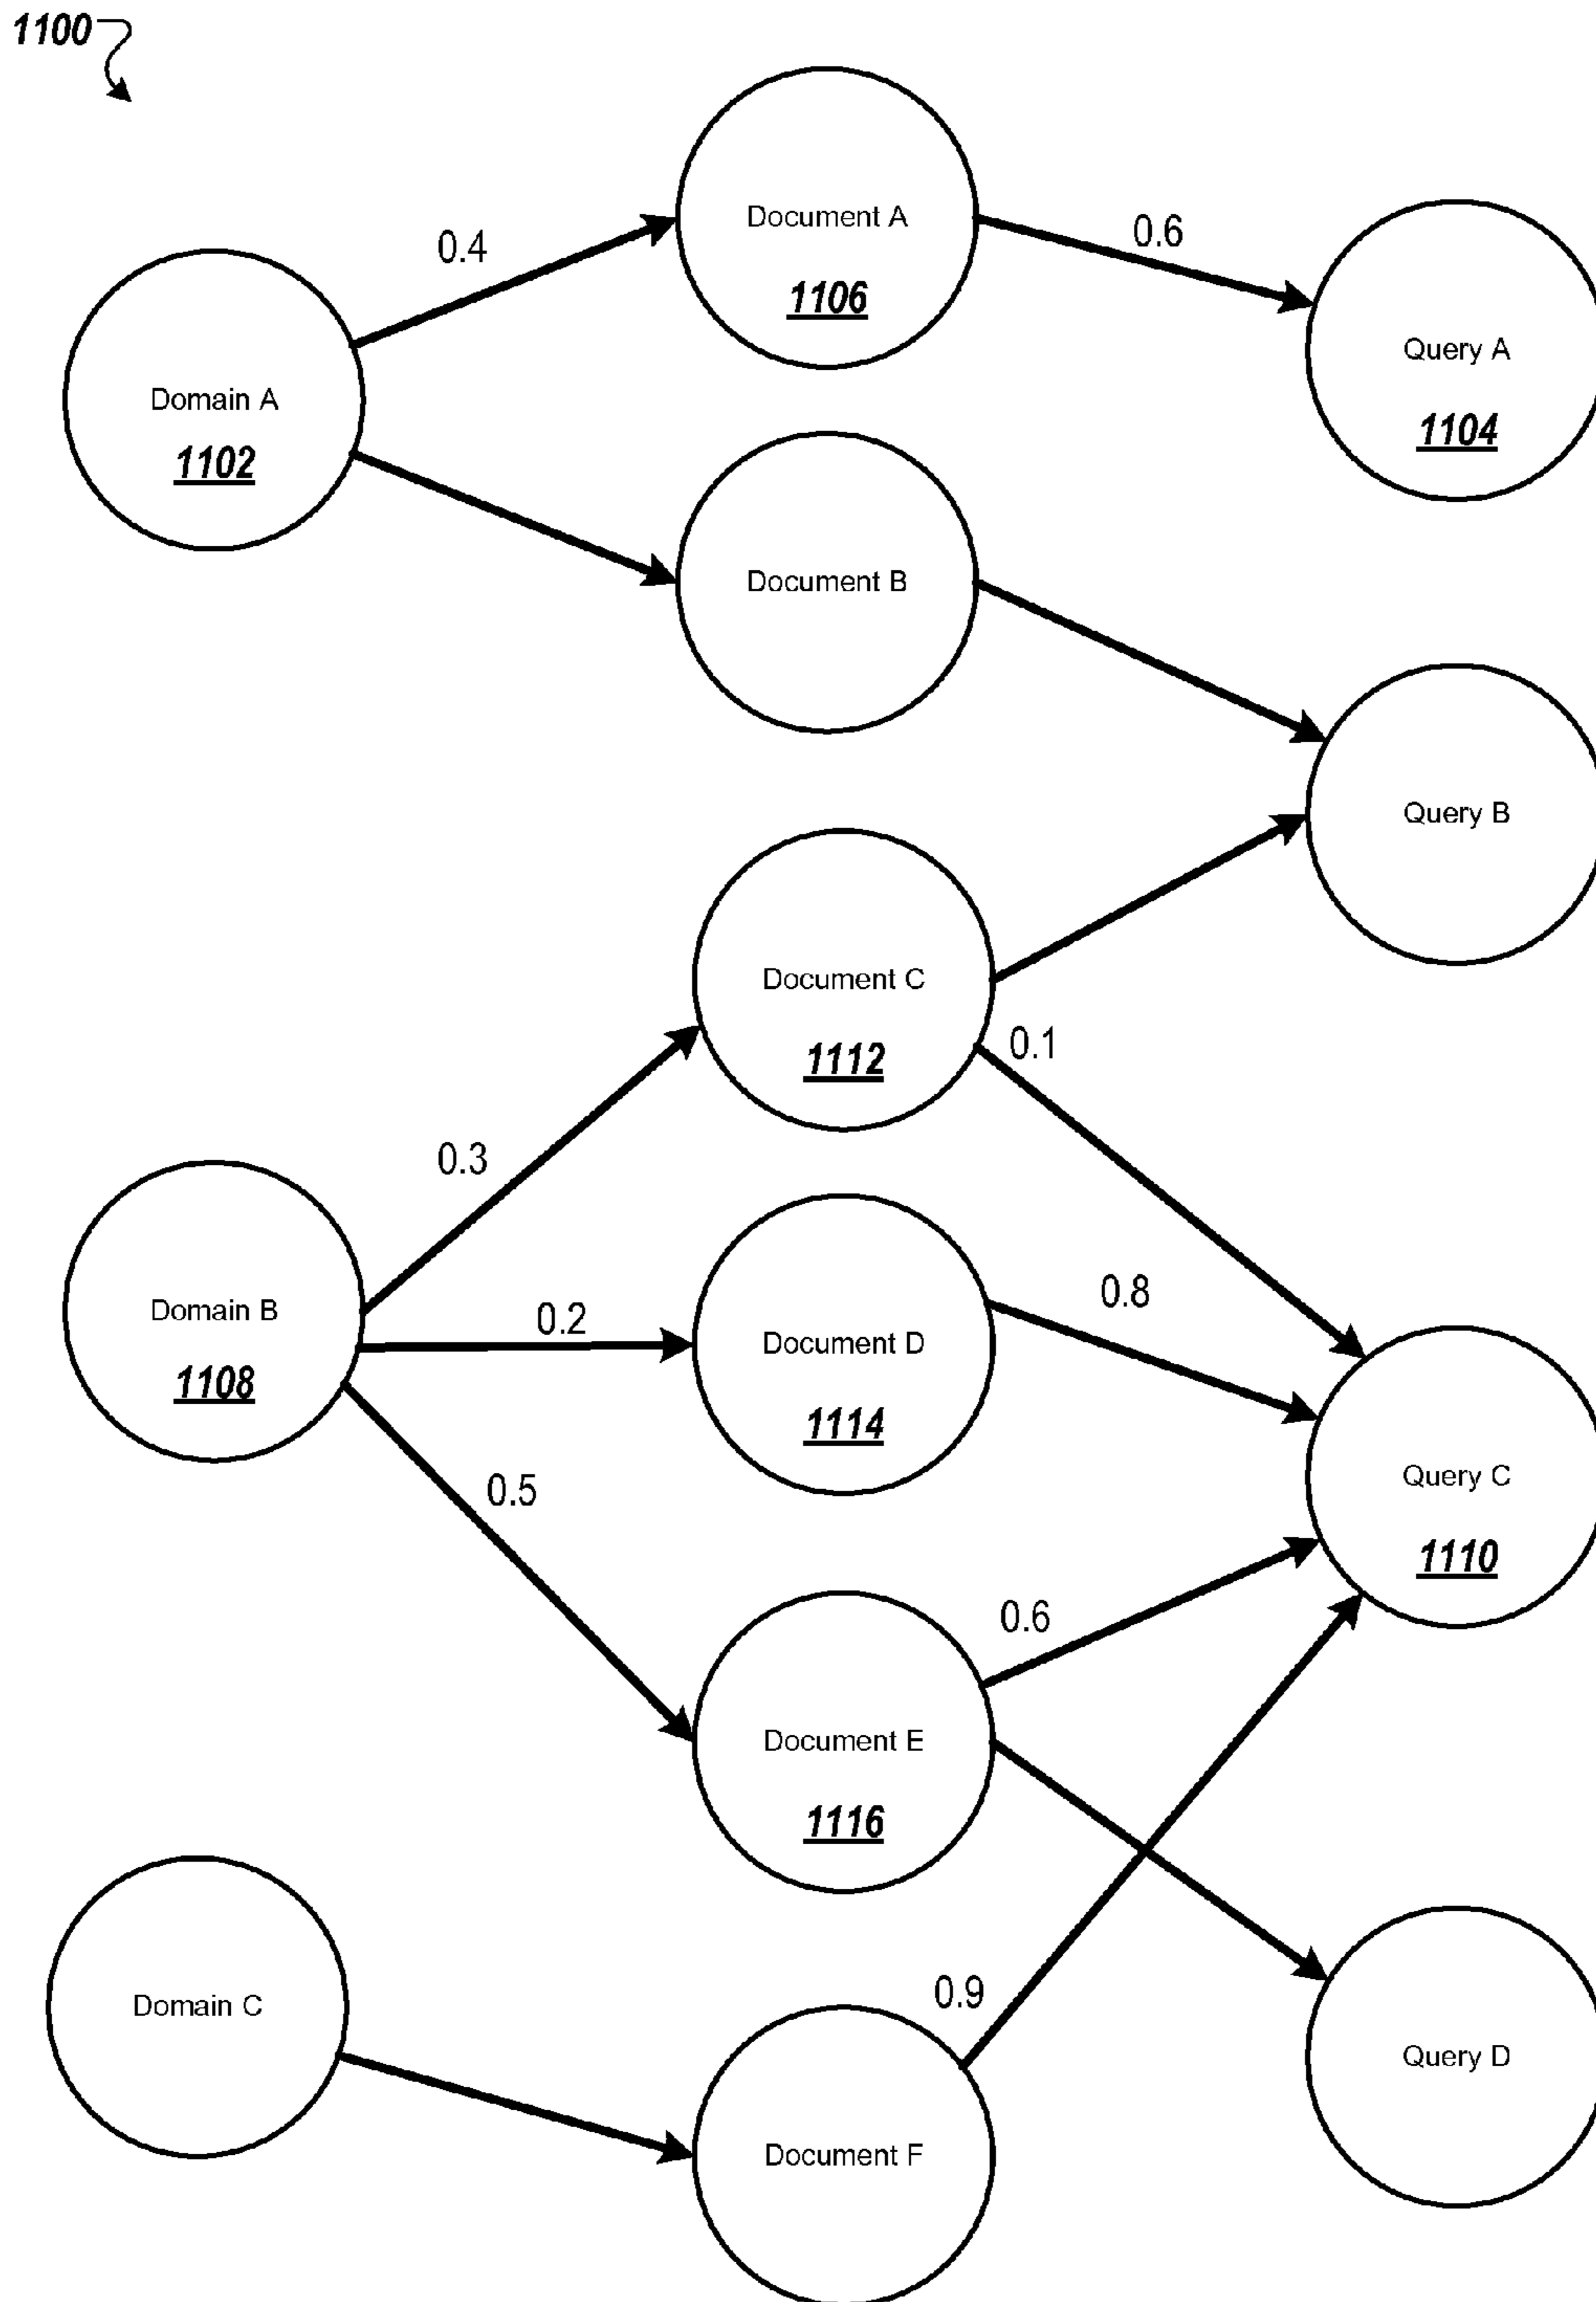 1100
Document A
1106
0.4
0.6
Query A
1104
Domain A
1102
Document B
Query B
Document C
1112
0.1
0.3
Domain B
1108
0.2
Document D
1114
0.8
0.5
Query C
1110
0.6
Document E
1116
Domain C
0.9
Query D
Document F